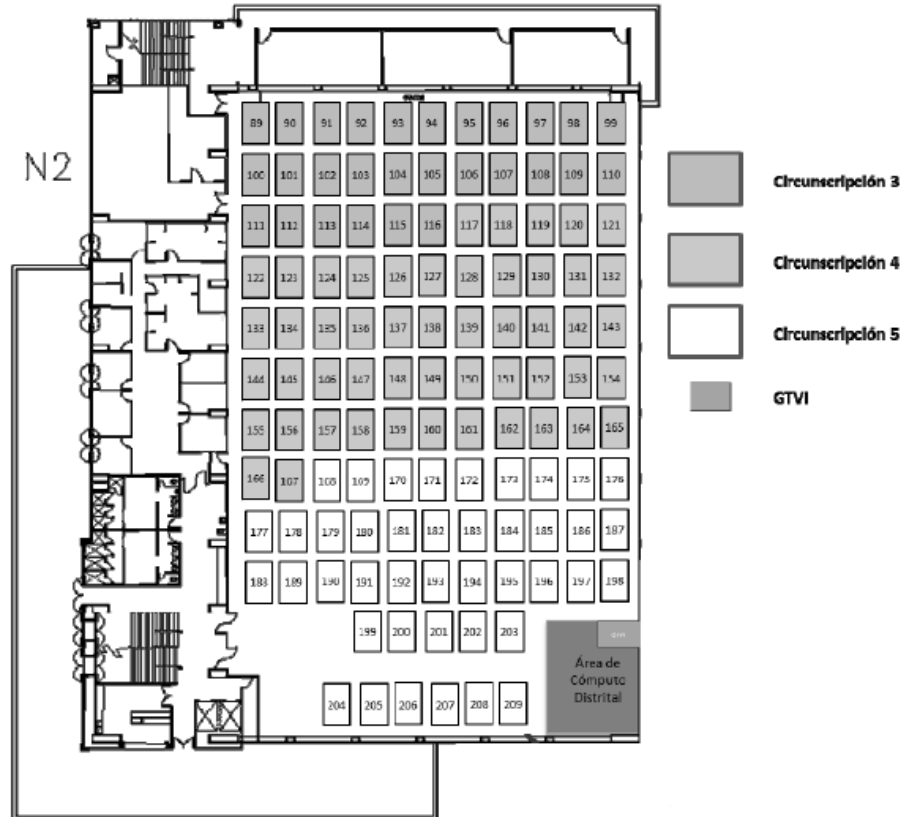 89 90 91 92 93 94 95 96 97 98 99
100 101 102 103 104 105 106 107 108 109 110
N2
Circunscripción 3
111 112 113 114 115 116 117 118 119 120 121
Circunscripción 4
122 123 124 125 126 127 128 129 130 131 132
133 134 135 136 137 138 139 140 141 142 143
Circunscripción 5
144 145 146 147 148 149 150 151 152 153 154
GTVI
155 156 157 158 159 160 161 162 163 164 165
166 167 168 169 170 171 172 173 174 175 176
177 178 179 180 181 182 183 184 185 186 187
188 189 190 191 192 193 194 195 196 197 198
199 200 201 202 203
Área de
Cómputo
Distrital
204 205 206 207 208 209